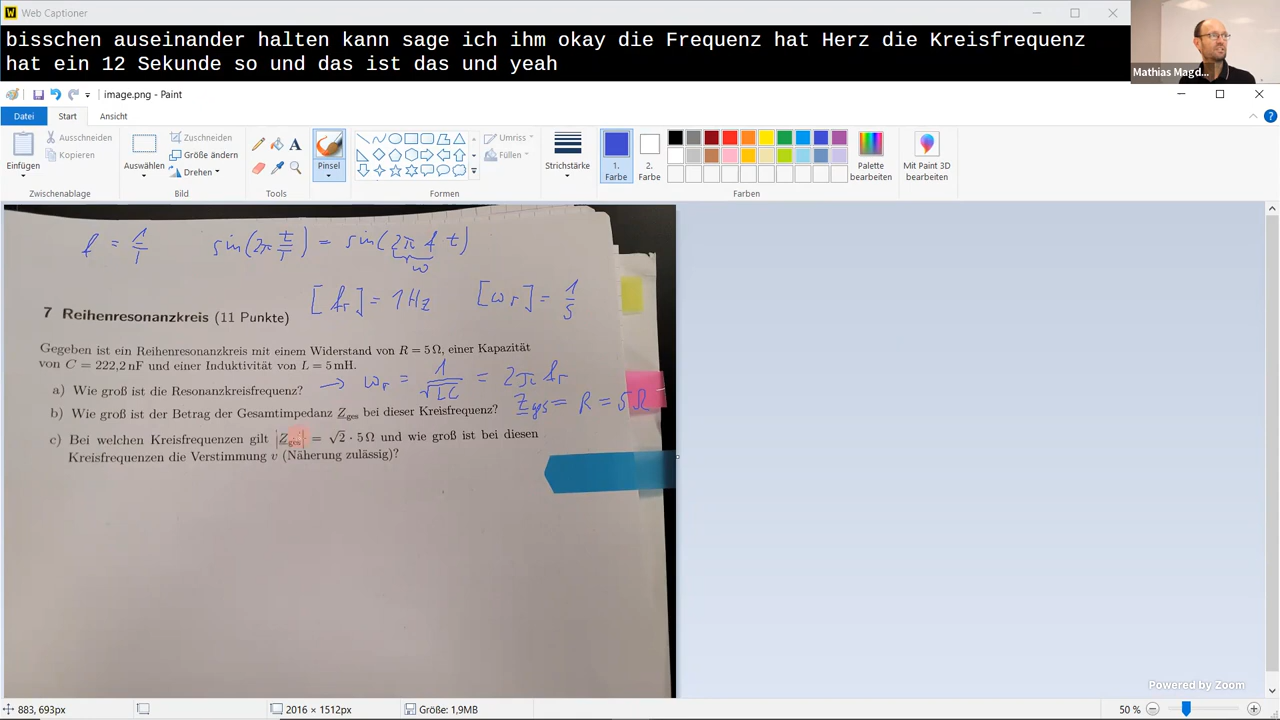 Web Captioner
bisschen auseinander halten kann sage ich ihm okay die Frequenz hat Herz die Kreisfrequenz
hat ein 12 Sekunde so und das ist das und yeah
Mathias Magd...
image.png - Paint
Datei Start Ansicht
Einfügen
Ausschneiden
Kopieren
Zwischenablage
Auswählen
Zuschneiden
Größe ändern
Drehen
Bild
A
Tools
Pinsel
Umriss
Füllen
Formen
Strichstärke
1. Farbe
2. Farbe
Palette bearbeiten
Farben
Mit Paint 3D bearbeiten
f = 1/T sin(2π t/T) = sin(2π f t)
ω
[fr] = 1Hz [ωr] = 1/s
7 Reihenresonanzkreis (11 Punkte)
Gegeben ist ein Reihenresonanzkreis mit einem Widerstand von R = 5 Ω, einer Kapazität
von C = 222,2 nF und einer Induktivität von L = 5 mH.
a) Wie groß ist die Resonanzkreisfrequenz? → ωr = 1/√LC = 2π fr
b) Wie groß ist der Betrag der Gesamtimpedanz Zges bei dieser Kreisfrequenz? Zges = R = 5Ω
c) Bei welchen Kreisfrequenzen gilt |Zges| = √2 · 5 Ω und wie groß ist bei diesen
Kreisfrequenzen die Verstimmung v (Näherung zulässig)?
Powered by Zoom
883, 693px
2016 × 1512px
Größe: 1,9MB
50 %